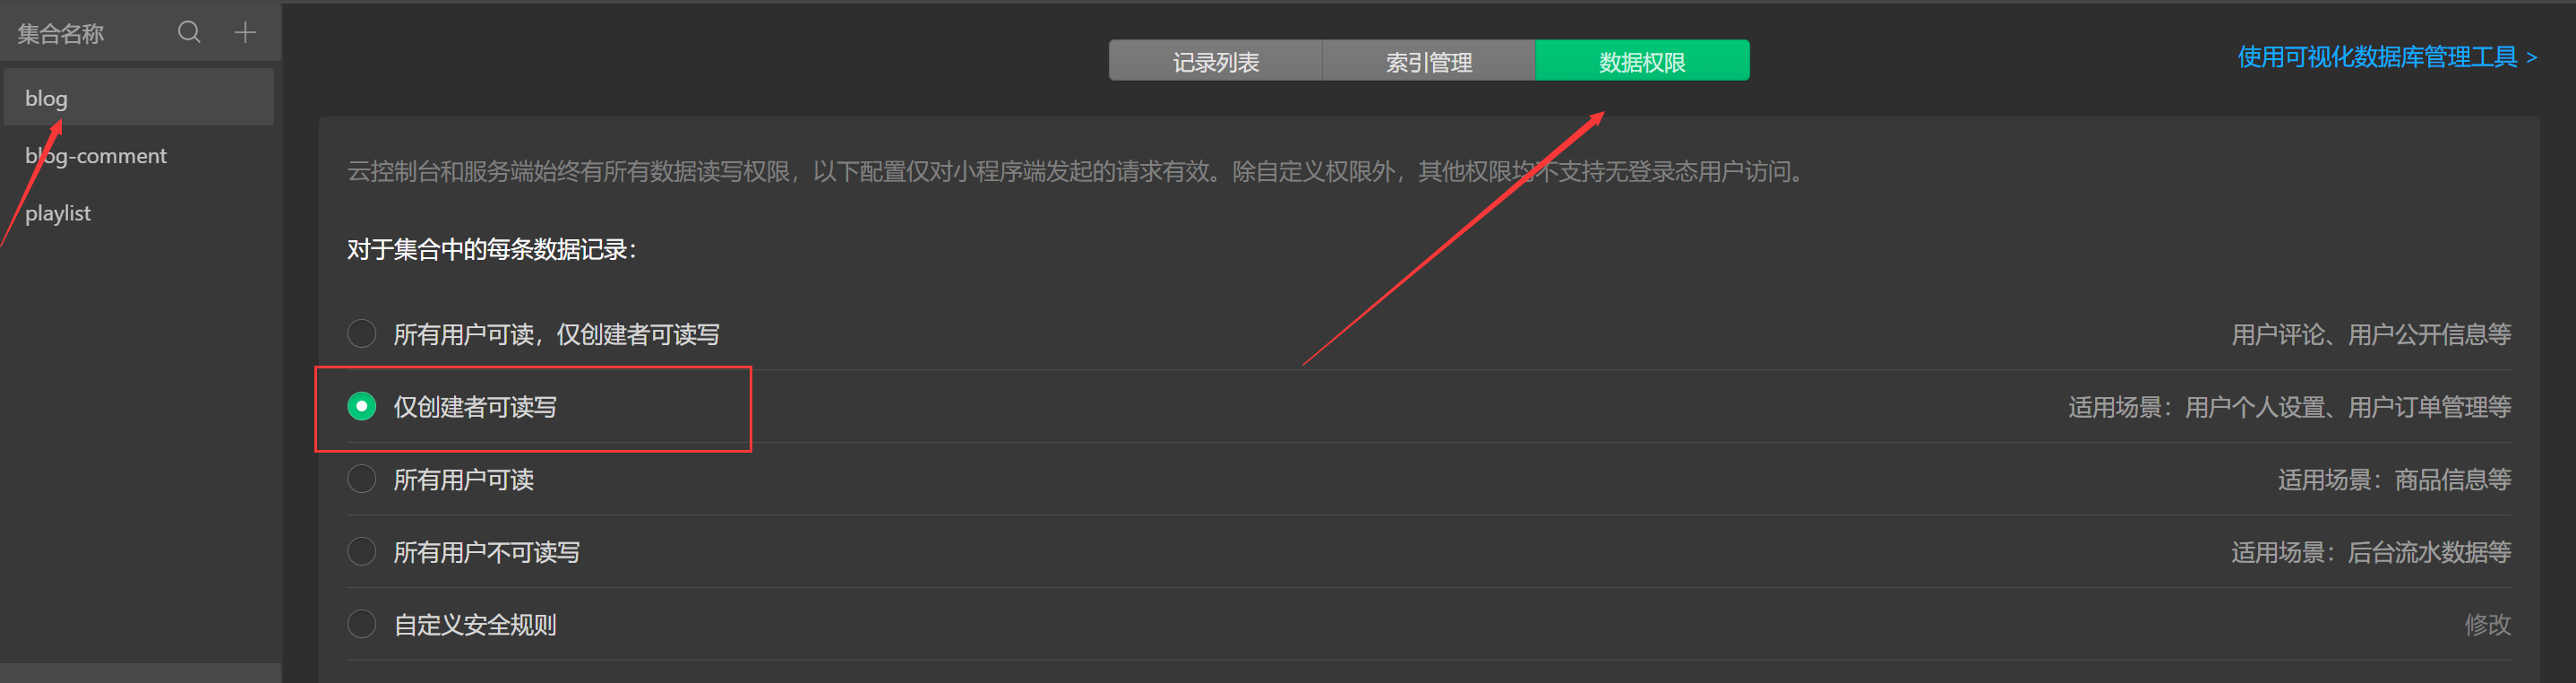 集合名称
blog
blog-comment
playlist
记录列表 索引管理 数据权限
使用可视化数据库管理工具 >
云控制台和服务端始终有所有数据读写权限，以下配置仅对小程序端发起的请求有效。除自定义权限外，其他权限均不支持无登录态用户访问。
对于集合中的每条数据记录：
所有用户可读，仅创建者可读写 用户评论、用户公开信息等
仅创建者可读写 适用场景：用户个人设置、用户订单管理等
所有用户可读 适用场景：商品信息等
所有用户不可读写 适用场景：后台流水数据等
自定义安全规则 修改